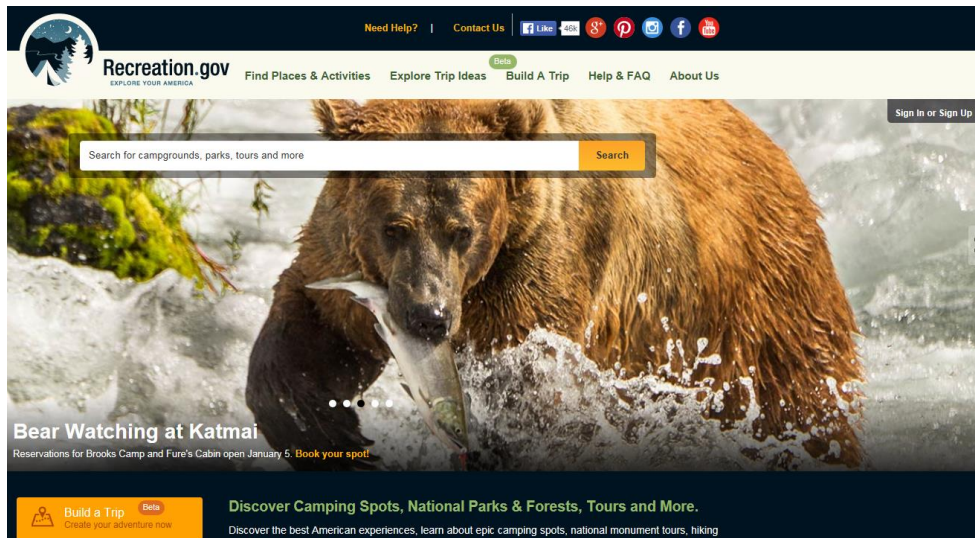 Need Help? | Contact Us
Like 46k
You Tube
Recreation.gov
EXPLORE YOUR AMERICA
Find Places & Activities
Explore Trip Ideas
Beta
Build A Trip
Help & FAQ
About Us
Sign In or Sign Up
Search for campgrounds, parks, tours and more
Search
Bear Watching at Katmai
Reservations for Brooks Camp and Fure's Cabin open January 5. Book your spot!
Build a Trip Beta
Create your adventure now
Discover Camping Spots, National Parks & Forests, Tours and More.
Discover the best American experiences, learn about epic camping spots, national monument tours, hiking